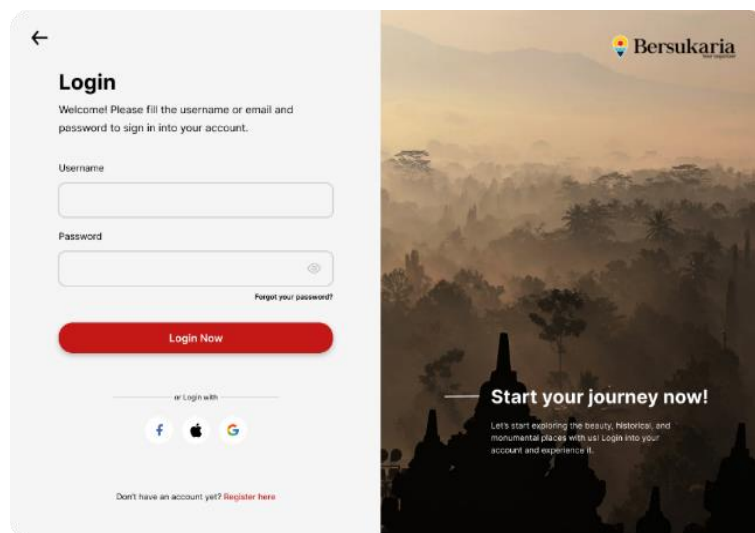 Login
Welcome! Please fill the username or email and
password to sign in into your account.
Username
Password
Forgot your password?
Login Now
or Login with
Don't have an account yet? Register here
Bersukaria
Start your journey now!
Let's start exploring the beauty, historical, and
monumental places with us! Login into your
account and experience it.